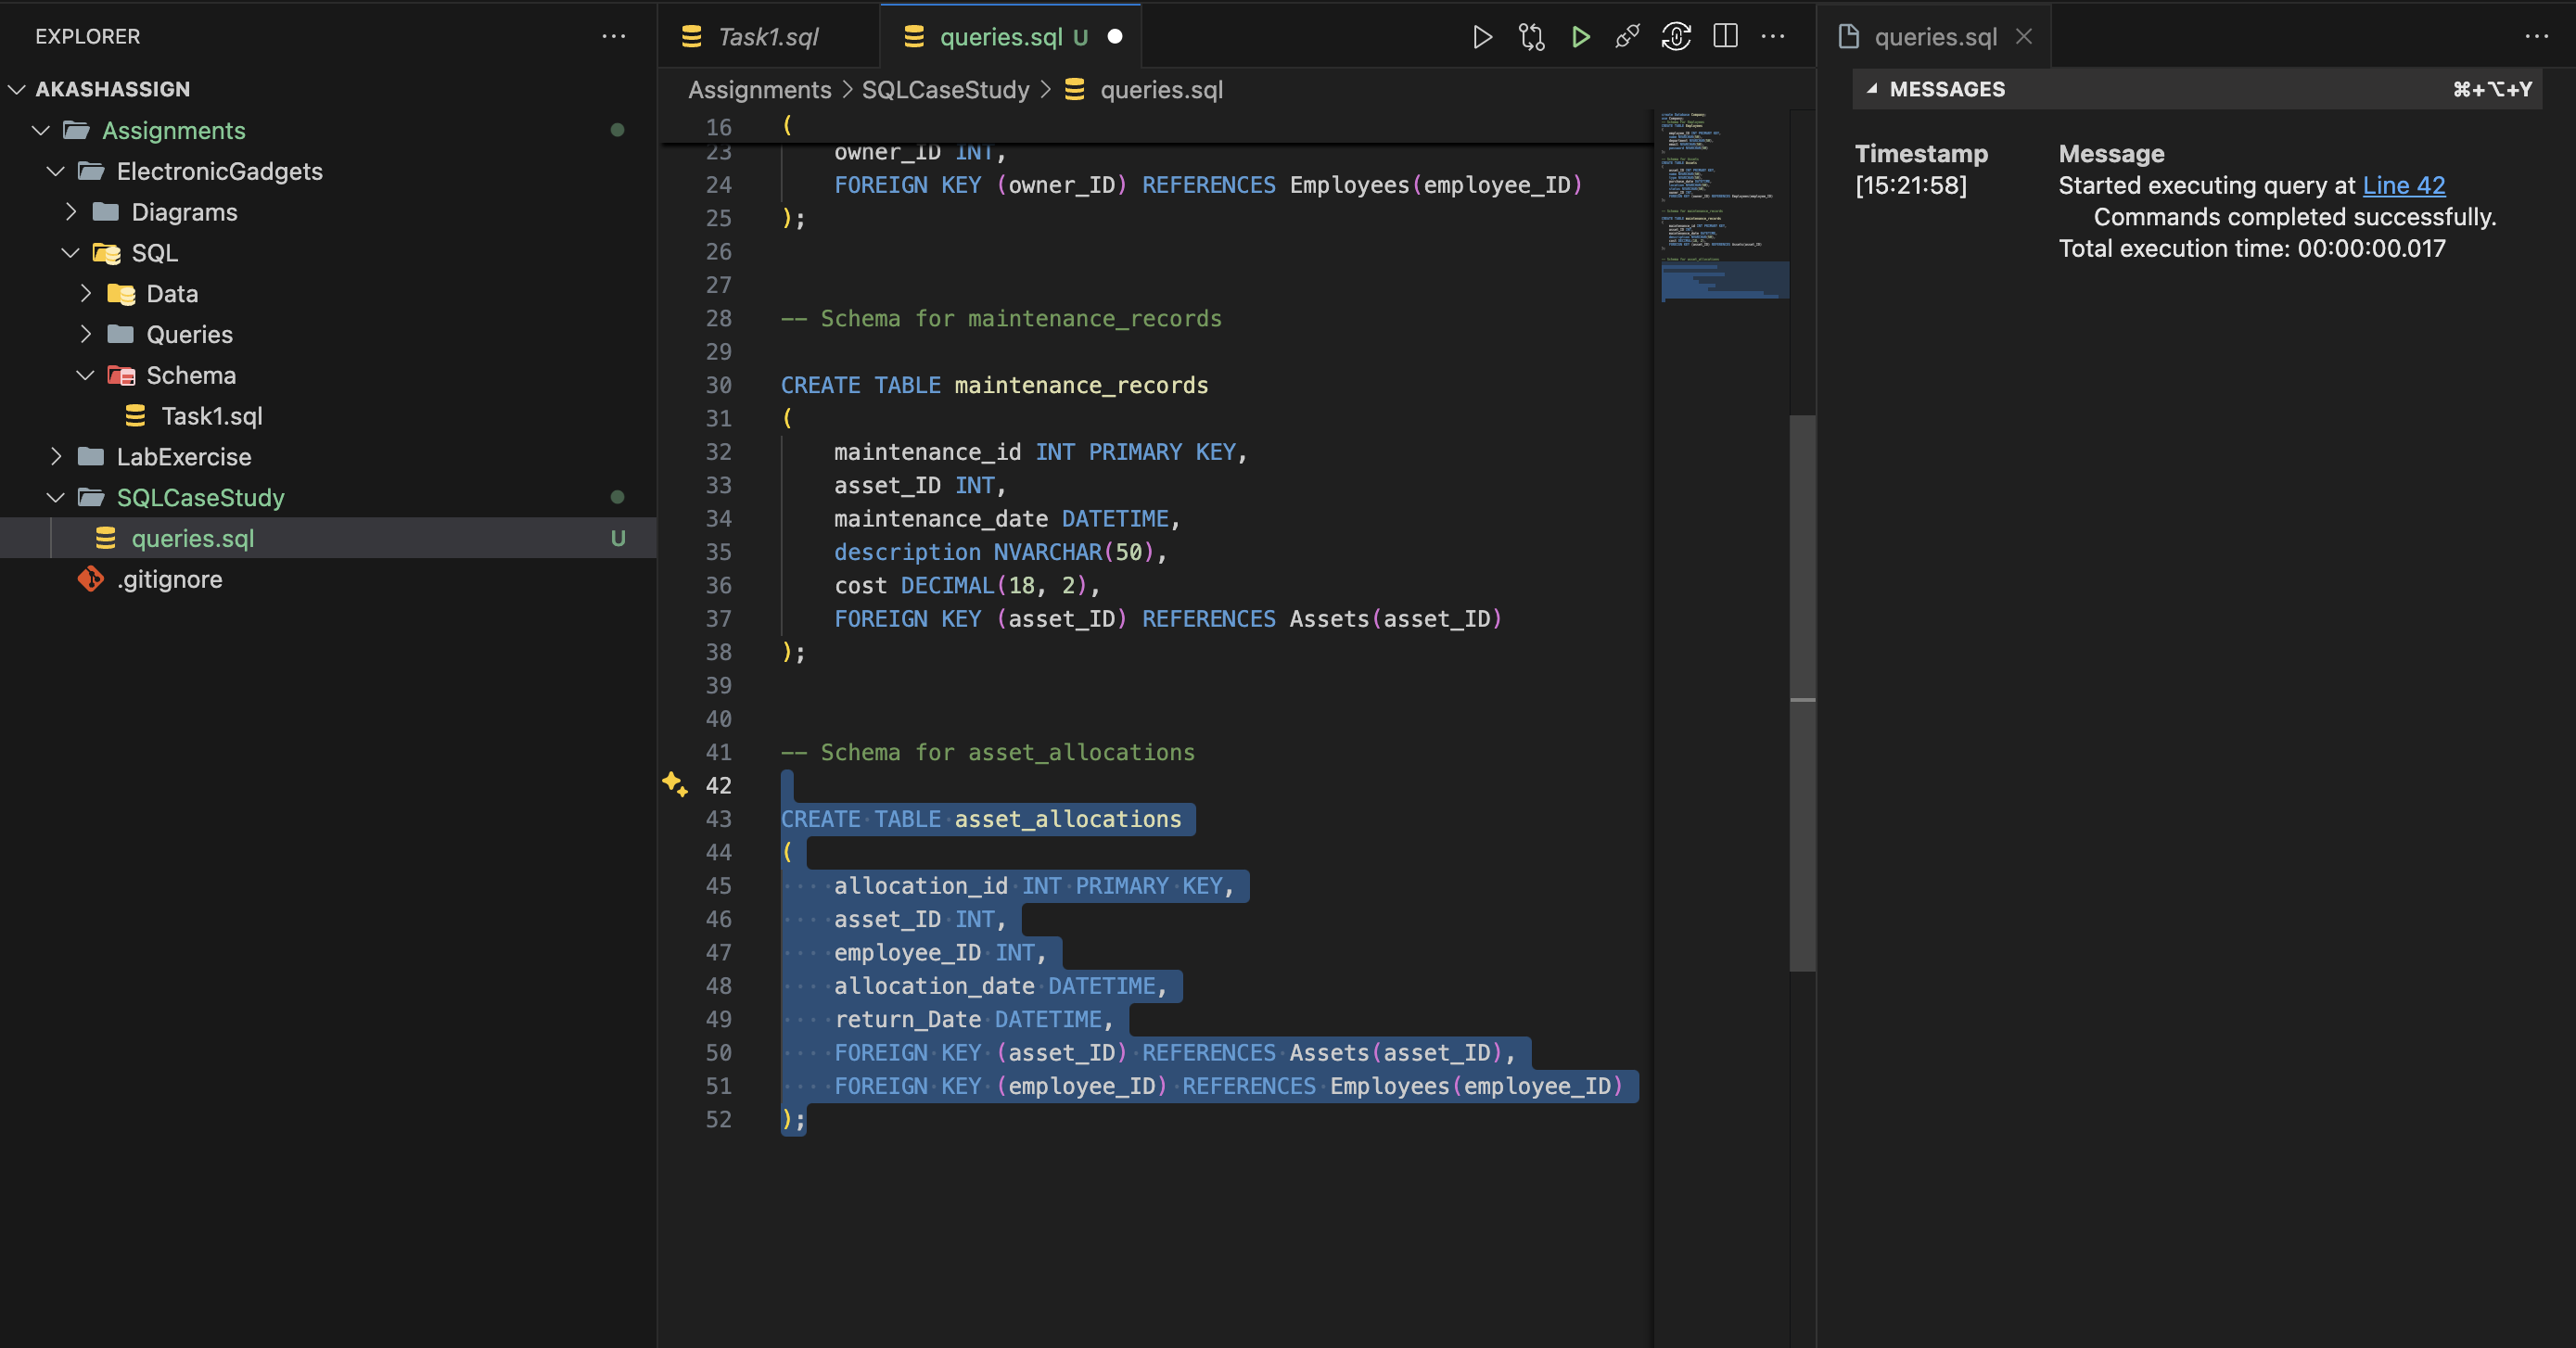 EXPLORER
AKASHASSIGN
Assignments
ElectronicGadgets
Diagrams
SQL
Data
Queries
Schema
Task1.sql
LabExercise
SQLCaseStudy
queries.sql U
.gitignore
Task1.sql
queries.sql U
Assignments > SQLCaseStudy > queries.sql
16 (
23 owner_ID INT,
24 FOREIGN KEY (owner_ID) REFERENCES Employees(employee_ID)
25 );
26
27
28 -- Schema for maintenance_records
29
30 CREATE TABLE maintenance_records
31 (
32 maintenance_id INT PRIMARY KEY,
33 asset_ID INT,
34 maintenance_date DATETIME,
35 description NVARCHAR(50),
36 cost DECIMAL(18, 2),
37 FOREIGN KEY (asset_ID) REFERENCES Assets(asset_ID)
38 );
39
40
41 -- Schema for asset_allocations
42
43 CREATE TABLE asset_allocations
44 (
45 allocation_id INT PRIMARY KEY,
46 asset_ID INT,
47 employee_ID INT,
48 allocation_date DATETIME,
49 return_Date DATETIME,
50 FOREIGN KEY (asset_ID) REFERENCES Assets(asset_ID),
51 FOREIGN KEY (employee_ID) REFERENCES Employees(employee_ID)
52 );
queries.sql
MESSAGES ⌘+⌥+Y
Timestamp Message
[15:21:58] Started executing query at Line 42
Commands completed successfully.
Total execution time: 00:00:00.017